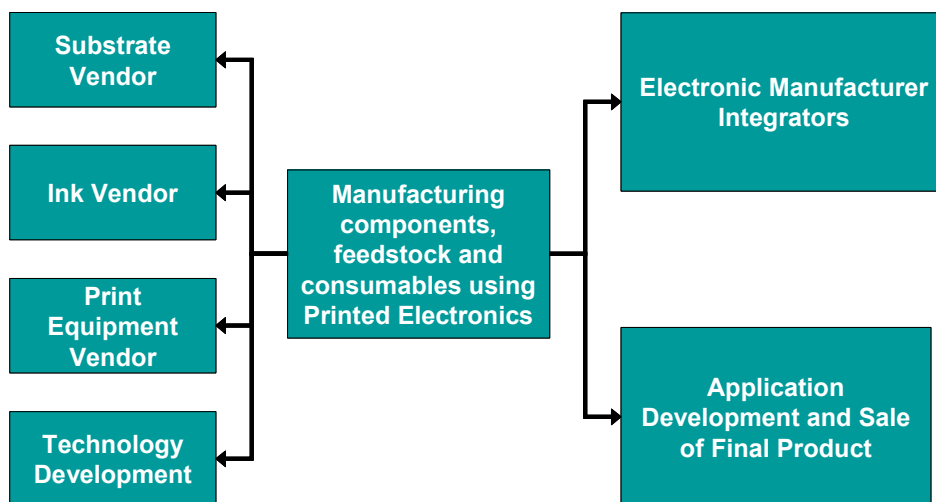 Substrate
Vendor
Ink Vendor
Print
Equipment
Vendor
Technology
Development
Manufacturing
components,
feedstock and
consumables using
Printed Electronics
Electronic Manufacturer
Integrators
Application
Development and Sale
of Final Product